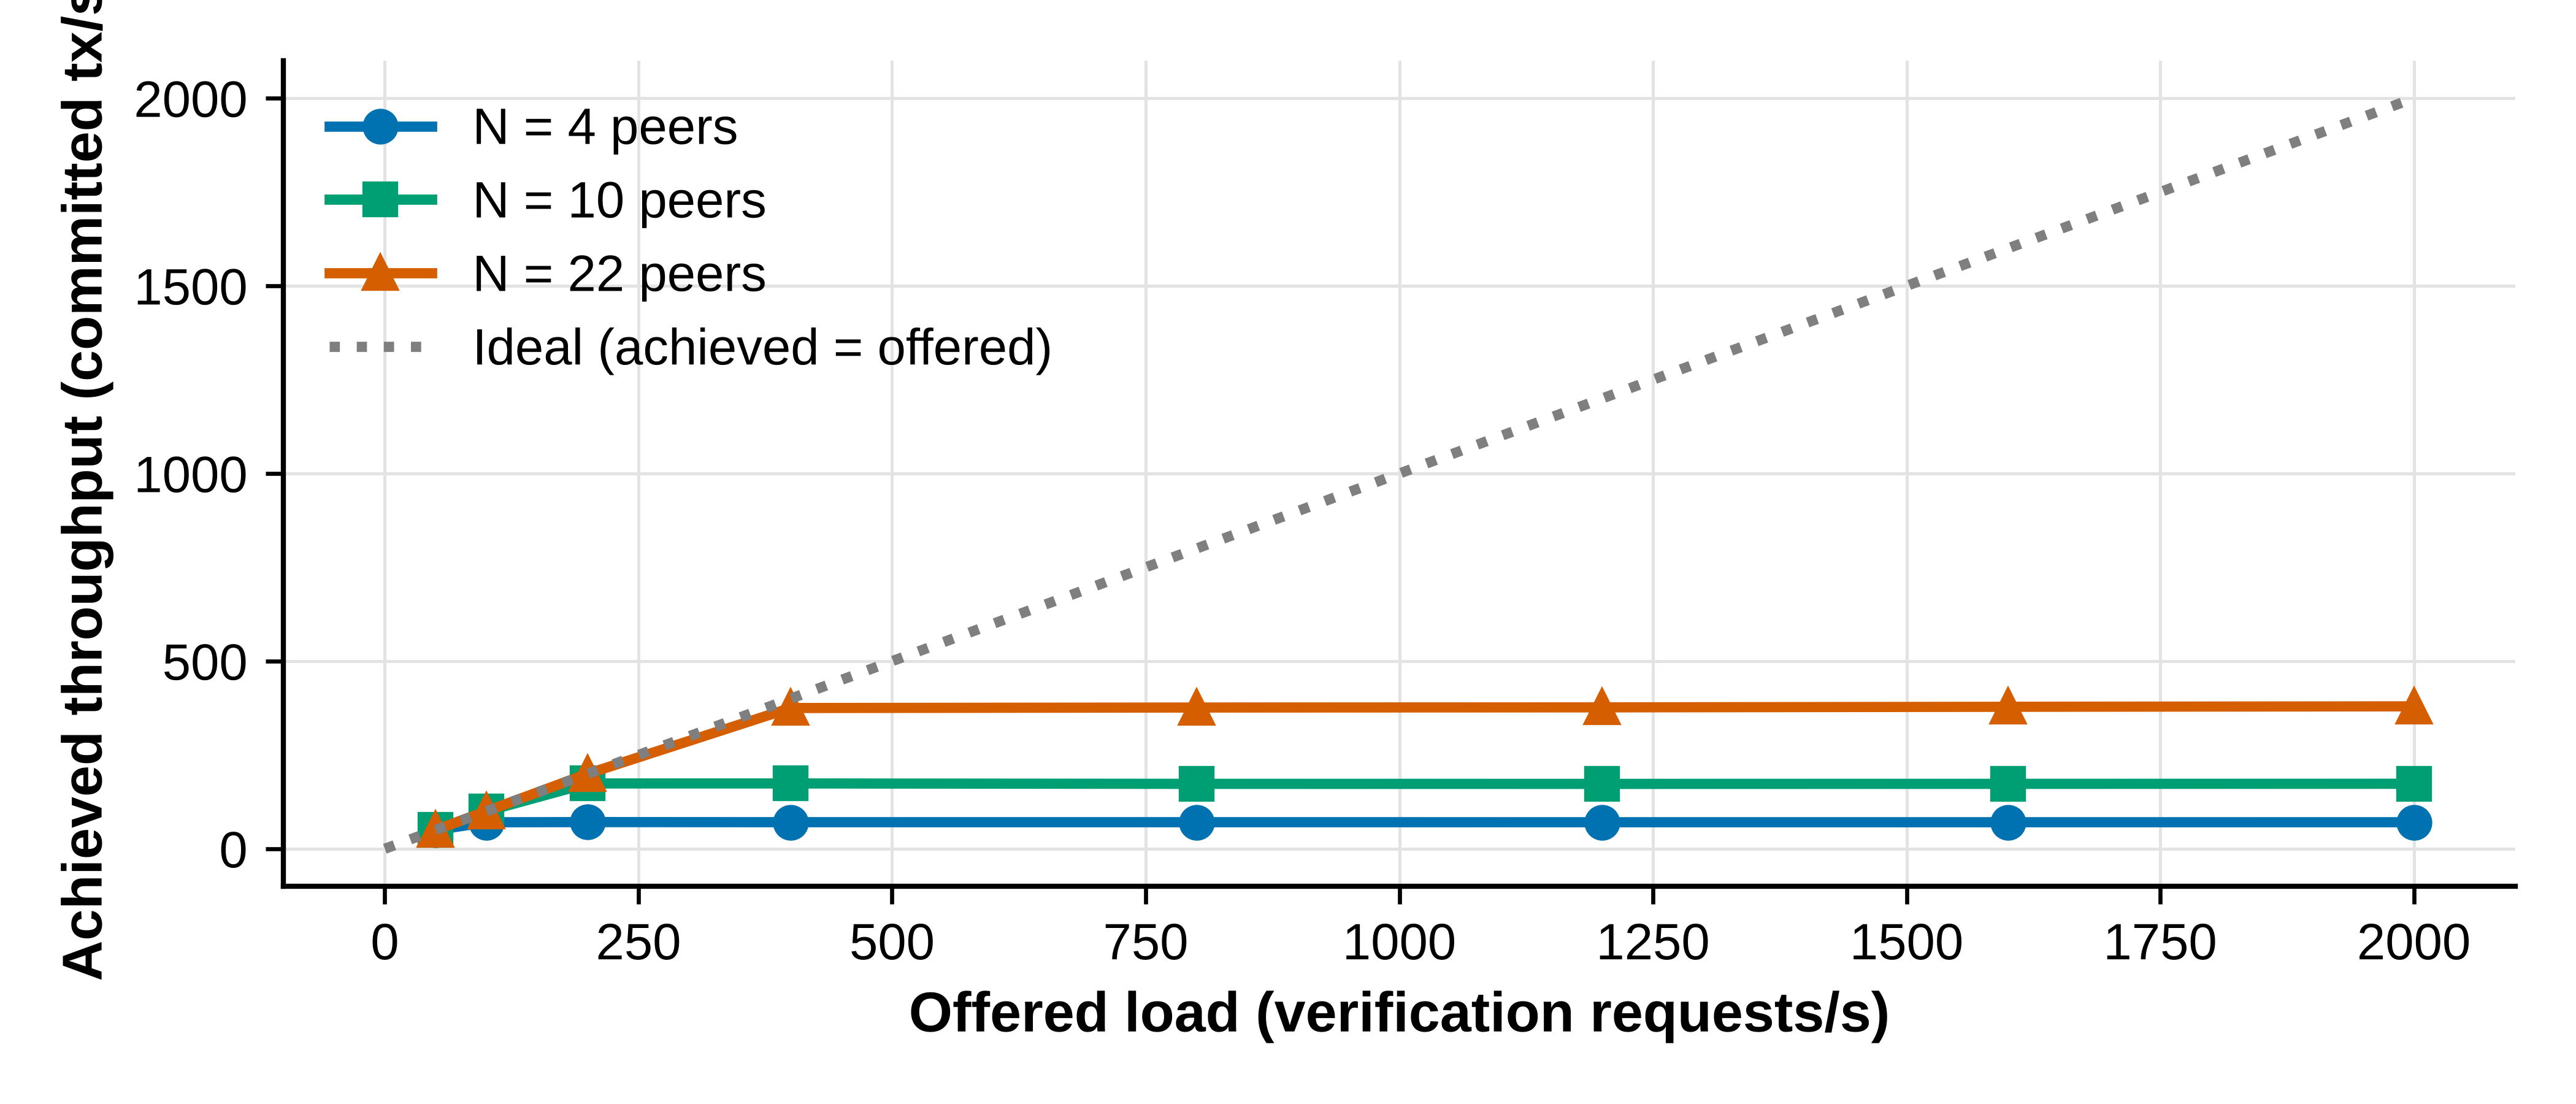 Achieved throughput (committed tx/s
2000
1500
1000
500
0
N = 4 peers
N = 10 peers
N = 22 peers
Ideal (achieved = offered)
0 250 500 750 1000 1250 1500 1750 2000
Offered load (verification requests/s)